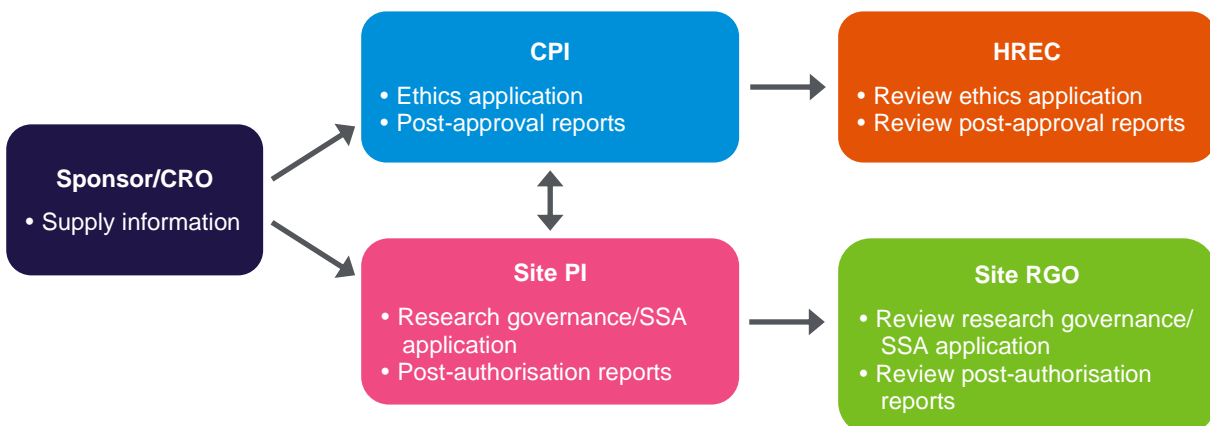 Sponsor/CRO
• Supply information
CPI
• Ethics application
• Post-approval reports
HREC
• Review ethics application
• Review post-approval reports
Site PI
• Research governance/SSA
application
• Post-authorisation reports
Site RGO
• Review research governance/
SSA application
• Review post-authorisation
reports